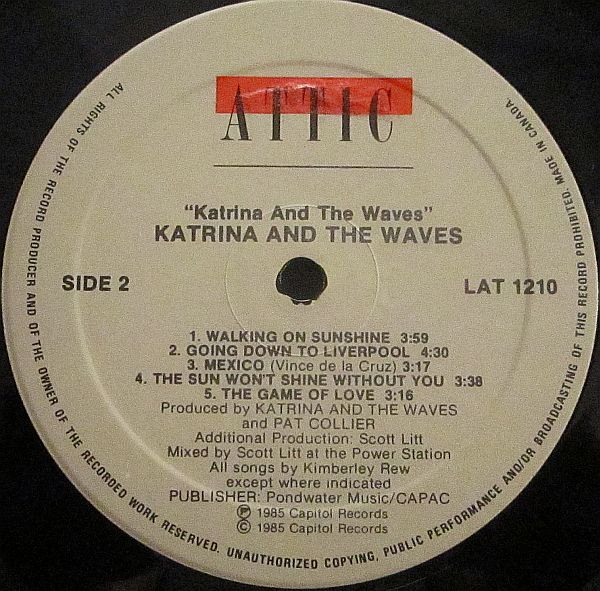 ATTIC
"Katrina And The Waves"
KATRINA AND THE WAVES
SIDE 2
LAT 1210
1. WALKING ON SUNSHINE 3:59
2. GOING DOWN TO LIVERPOOL 4:30
3. MEXICO (Vince de la Cruz) 3:17
4. THE SUN WON'T SHINE WITHOUT YOU 3:38
5. THE GAME OF LOVE 3:16
Produced by KATRINA AND THE WAVES
and PAT COLLIER
Additional Production: Scott Litt
Mixed by Scott Litt at the Power Station
All songs by Kimberley Rew
except where indicated
PUBLISHER: Pondwater Music/CAPAC
℗ 1985 Capitol Records
© 1985 Capitol Records
ALL RIGHTS OF THE RECORD PRODUCER AND OF THE OWNER OF THE RECORDED WORK RESERVED. UNAUTHORIZED COPYING, PUBLIC PERFORMANCE AND/OR BROADCASTING OF THIS RECORD PROHIBITED. MADE IN CANADA